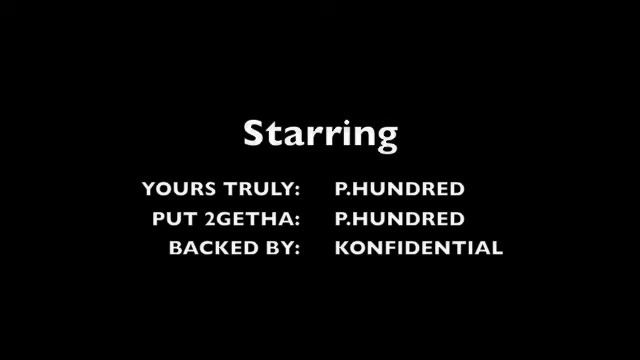 Starring
YOURS TRULY: P.HUNDRED
PUT 2GETHA: P.HUNDRED
BACKED BY: KONFIDENTIAL